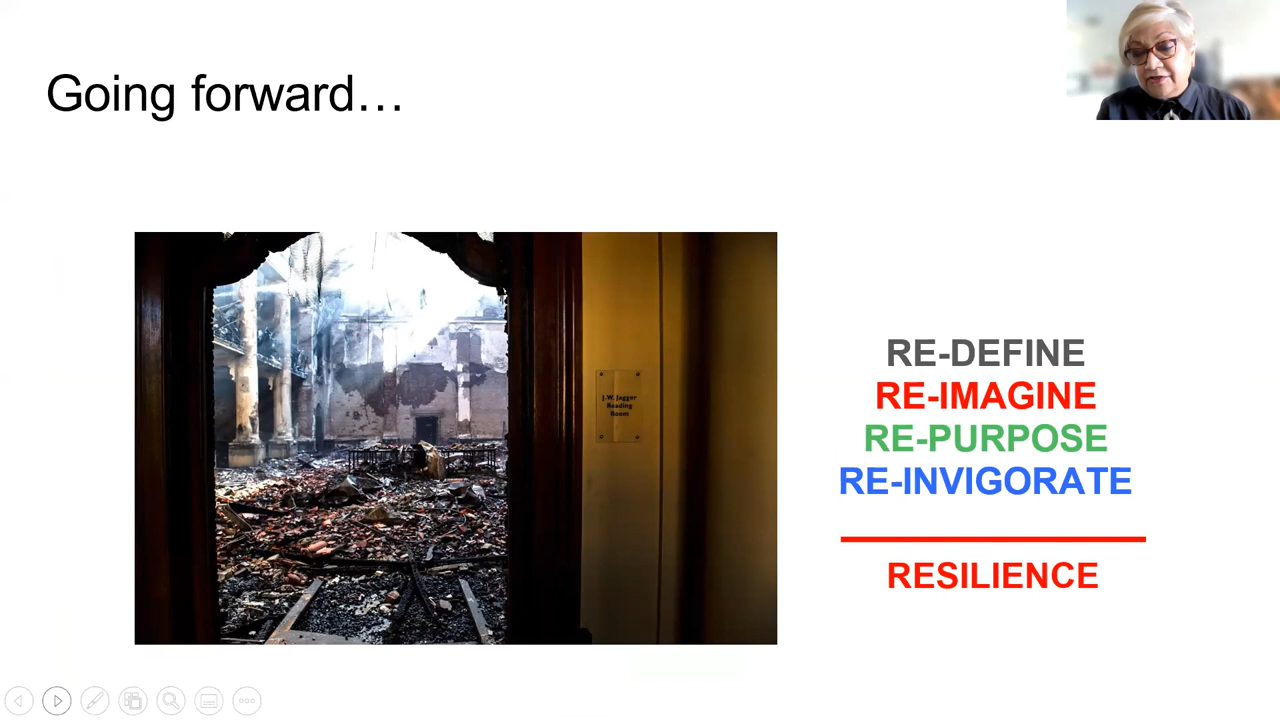 Going forward…
J.W. Jagger
Reading
Room
RE-DEFINE
RE-IMAGINE
RE-PURPOSE
RE-INVIGORATE
RESILIENCE